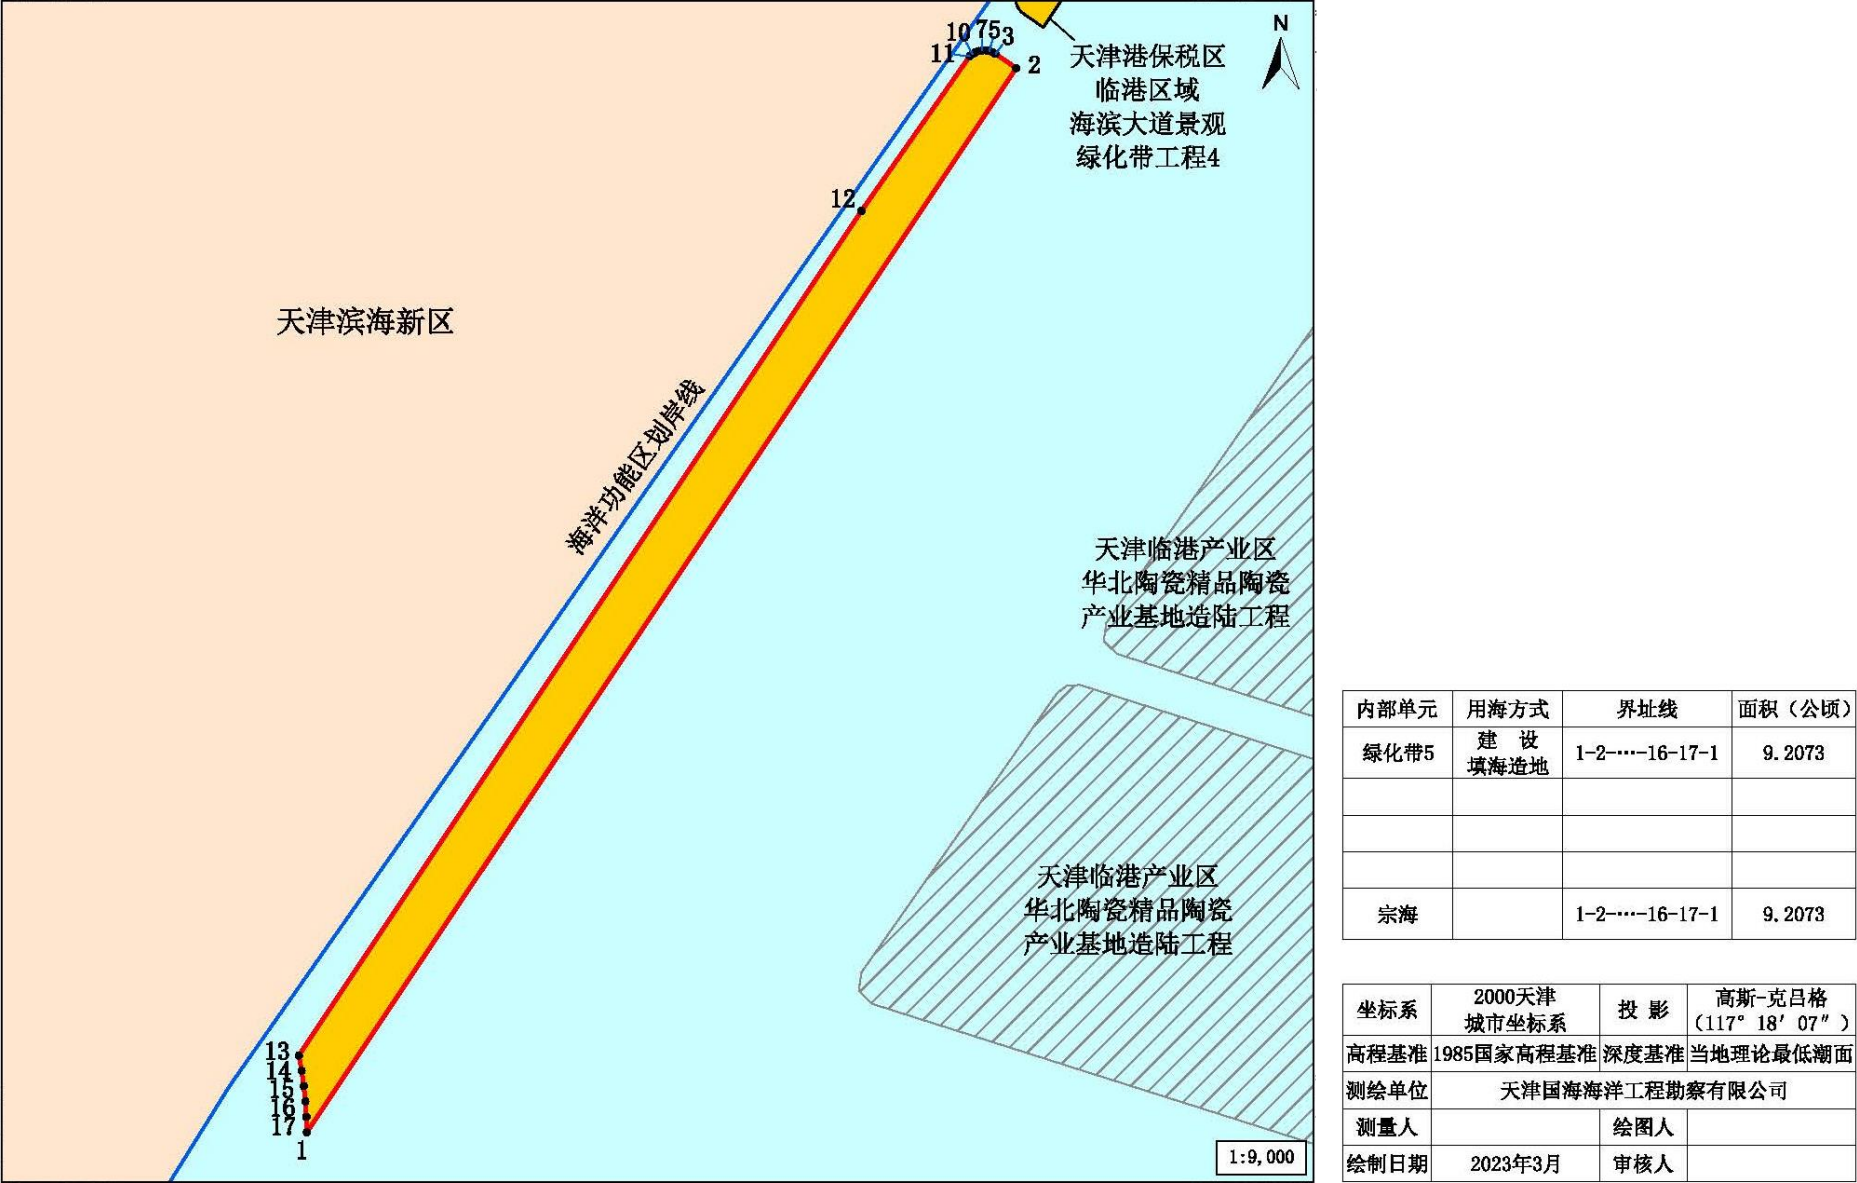 N
10
7
5
3
11
2
天津港保税区
临港区域
海滨大道景观
绿化带工程4
12
天津滨海新区
海洋功能区划岸线
天津临港产业区
华北陶瓷精品陶瓷
产业基地造陆工程
天津临港产业区
华北陶瓷精品陶瓷
产业基地造陆工程
13
14
15
16
17
1
1:9,000
内部单元 用海方式 界址线 面积（公顷）
绿化带5 建 设
填海造地 1-2-…-16-17-1 9.2073
宗海 1-2-…-16-17-1 9.2073
坐标系 2000天津
城市坐标系 投 影 高斯-克吕格
（117° 18′ 07″）
高程基准 1985国家高程基准 深度基准 当地理论最低潮面
测绘单位 天津国海海洋工程勘察有限公司
测量人 绘图人
绘制日期 2023年3月 审核人